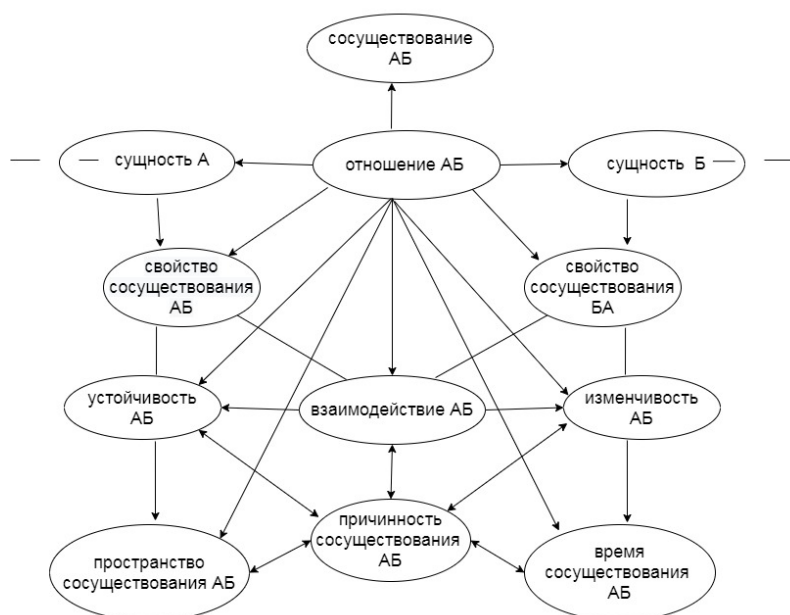 сосуществование
АБ
сущность А
отношение АБ
сущность Б
свойство
сосуществования
АБ
свойство
сосуществования
БА
устойчивость
АБ
взаимодействие АБ
изменчивость
АБ
пространство
сосуществования АБ
причинность
сосуществования
АБ
время
сосуществования
АБ